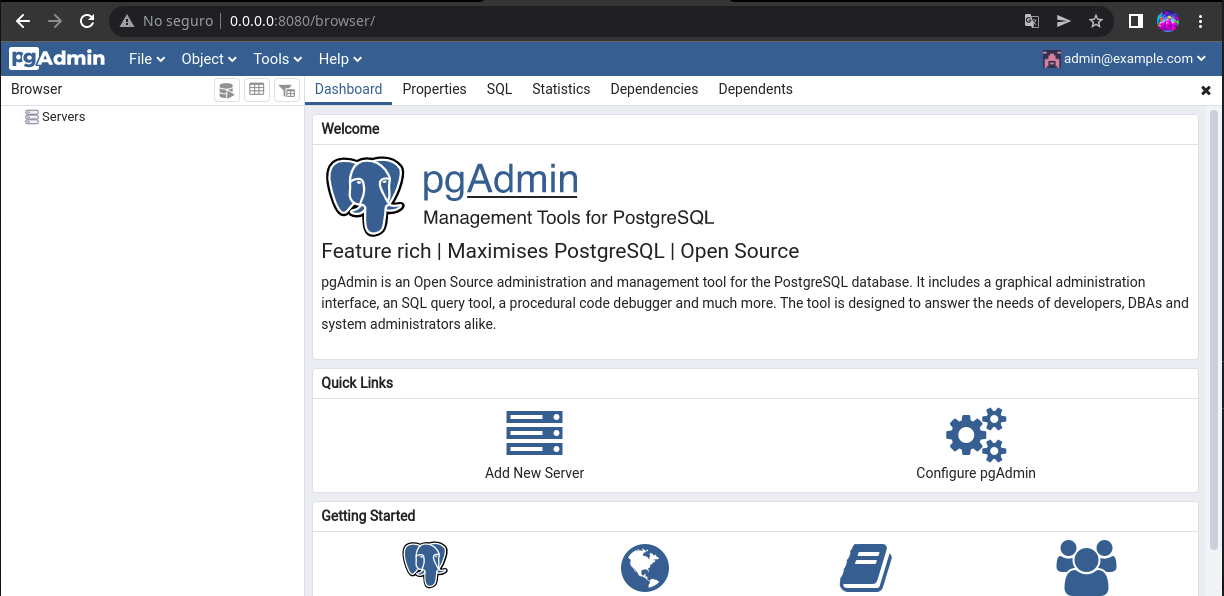 No seguro | 0.0.0.0:8080/browser/
pgAdmin File Object Tools Help admin@example.com
Browser
Dashboard Properties SQL Statistics Dependencies Dependents
Servers
Welcome
pgAdmin
Management Tools for PostgreSQL
Feature rich | Maximises PostgreSQL | Open Source
pgAdmin is an Open Source administration and management tool for the PostgreSQL database. It includes a graphical administration
interface, an SQL query tool, a procedural code debugger and much more. The tool is designed to answer the needs of developers, DBAs and
system administrators alike.
Quick Links
Add New Server
Configure pgAdmin
Getting Started